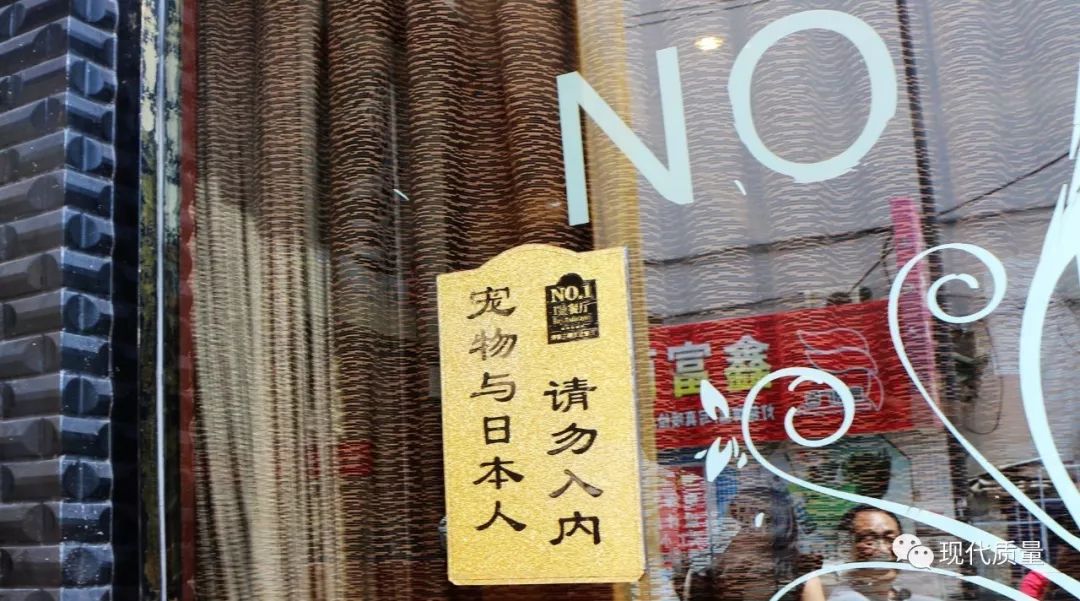 NO
NO.1
宠物与日本人
请勿入内
富鑫
现代质量